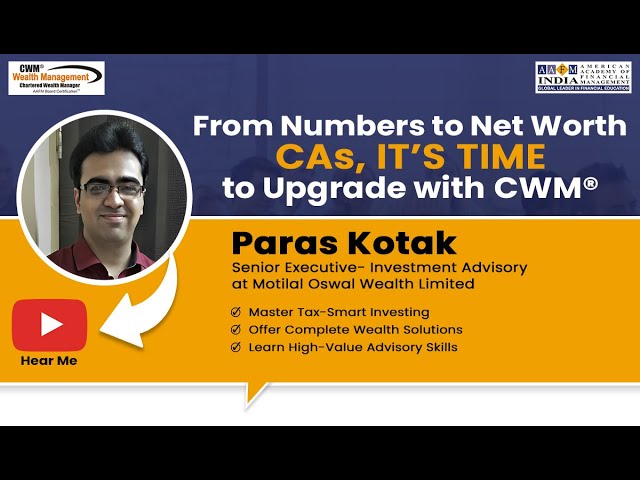 CWM®
Wealth Management
Chartered Wealth Manager
AAFM Board Certification™
AAFM
INDIA
AMERICAN
ACADEMY OF
FINANCIAL
MANAGEMENT
GLOBAL LEADER IN FINANCIAL EDUCATION
From Numbers to Net Worth
CAs, IT'S TIME
to Upgrade with CWM®
Paras Kotak
Senior Executive- Investment Advisory
at Motilal Oswal Wealth Limited
Master Tax-Smart Investing
Offer Complete Wealth Solutions
Learn High-Value Advisory Skills
Hear Me